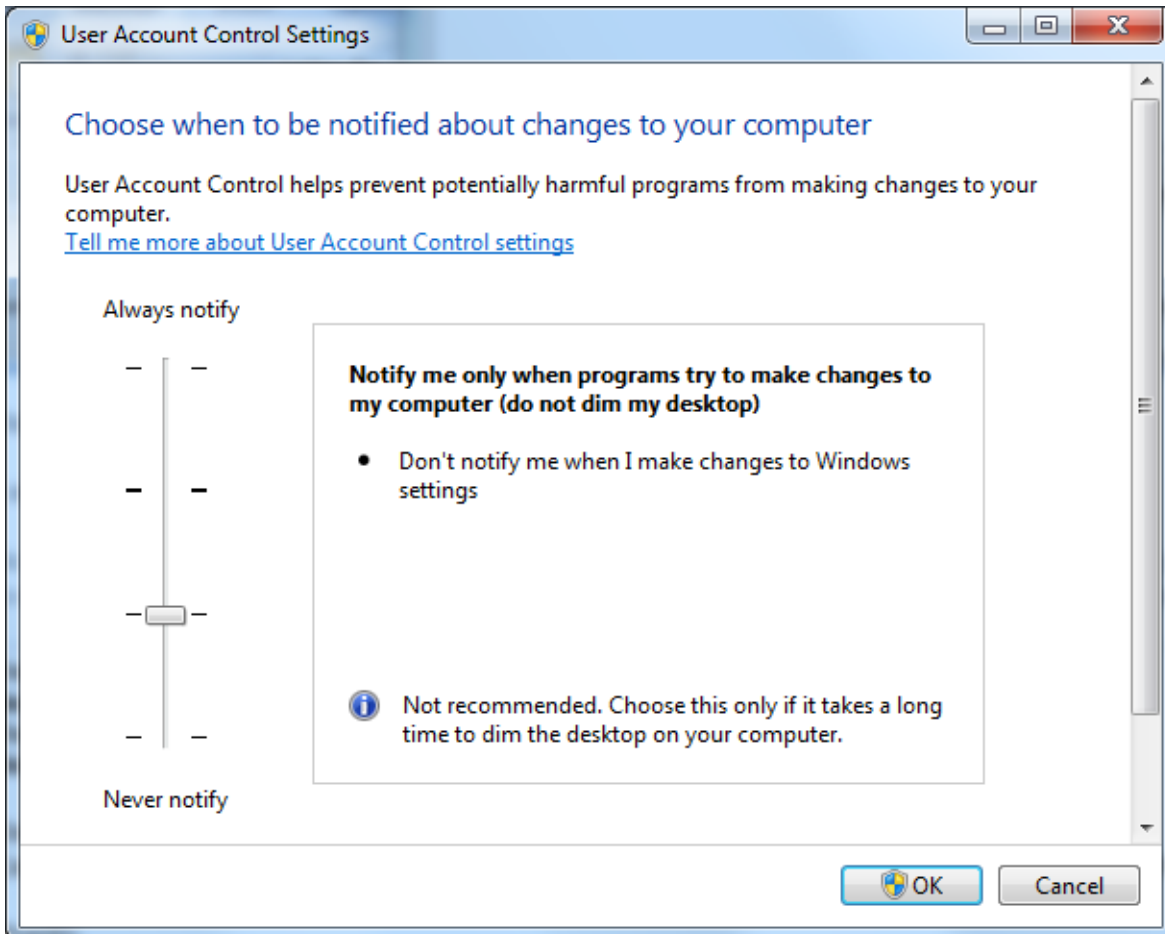 User Account Control Settings
Choose when to be notified about changes to your computer
User Account Control helps prevent potentially harmful programs from making changes to your
computer.
Tell me more about User Account Control settings
Always notify
Notify me only when programs try to make changes to
my computer (do not dim my desktop)
Don't notify me when I make changes to Windows
settings
Not recommended. Choose this only if it takes a long
time to dim the desktop on your computer.
Never notify
OK
Cancel